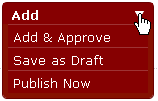 Add
Add & Approve
Save as Draft
Publish Now